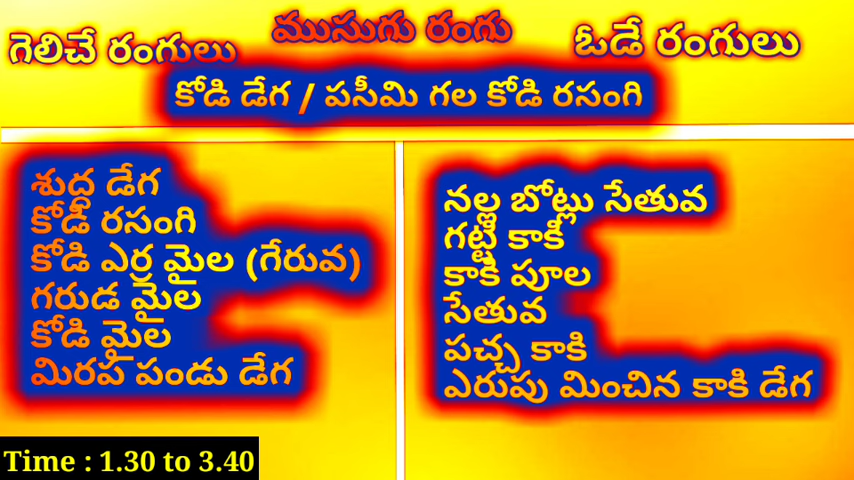 గెలిచే రంగులు
ముసుగు రంగు
ఓడే రంగులు
కోడి డేగ / పసీమి గల కోడి రసంగి
శుద్ధ డేగ
కోడి రసంగి
కోడి ఎర్ర మైల (గేరువ)
గరుడ మైల
కోడి మైల
మిరప పండు డేగ
నల్ల బోట్లు సేతువ
గట్టి కాకి
కాకి పూల
సేతువ
పచ్చ కాకి
ఎరుపు మించిన కాకి డేగ
Time : 1.30 to 3.40